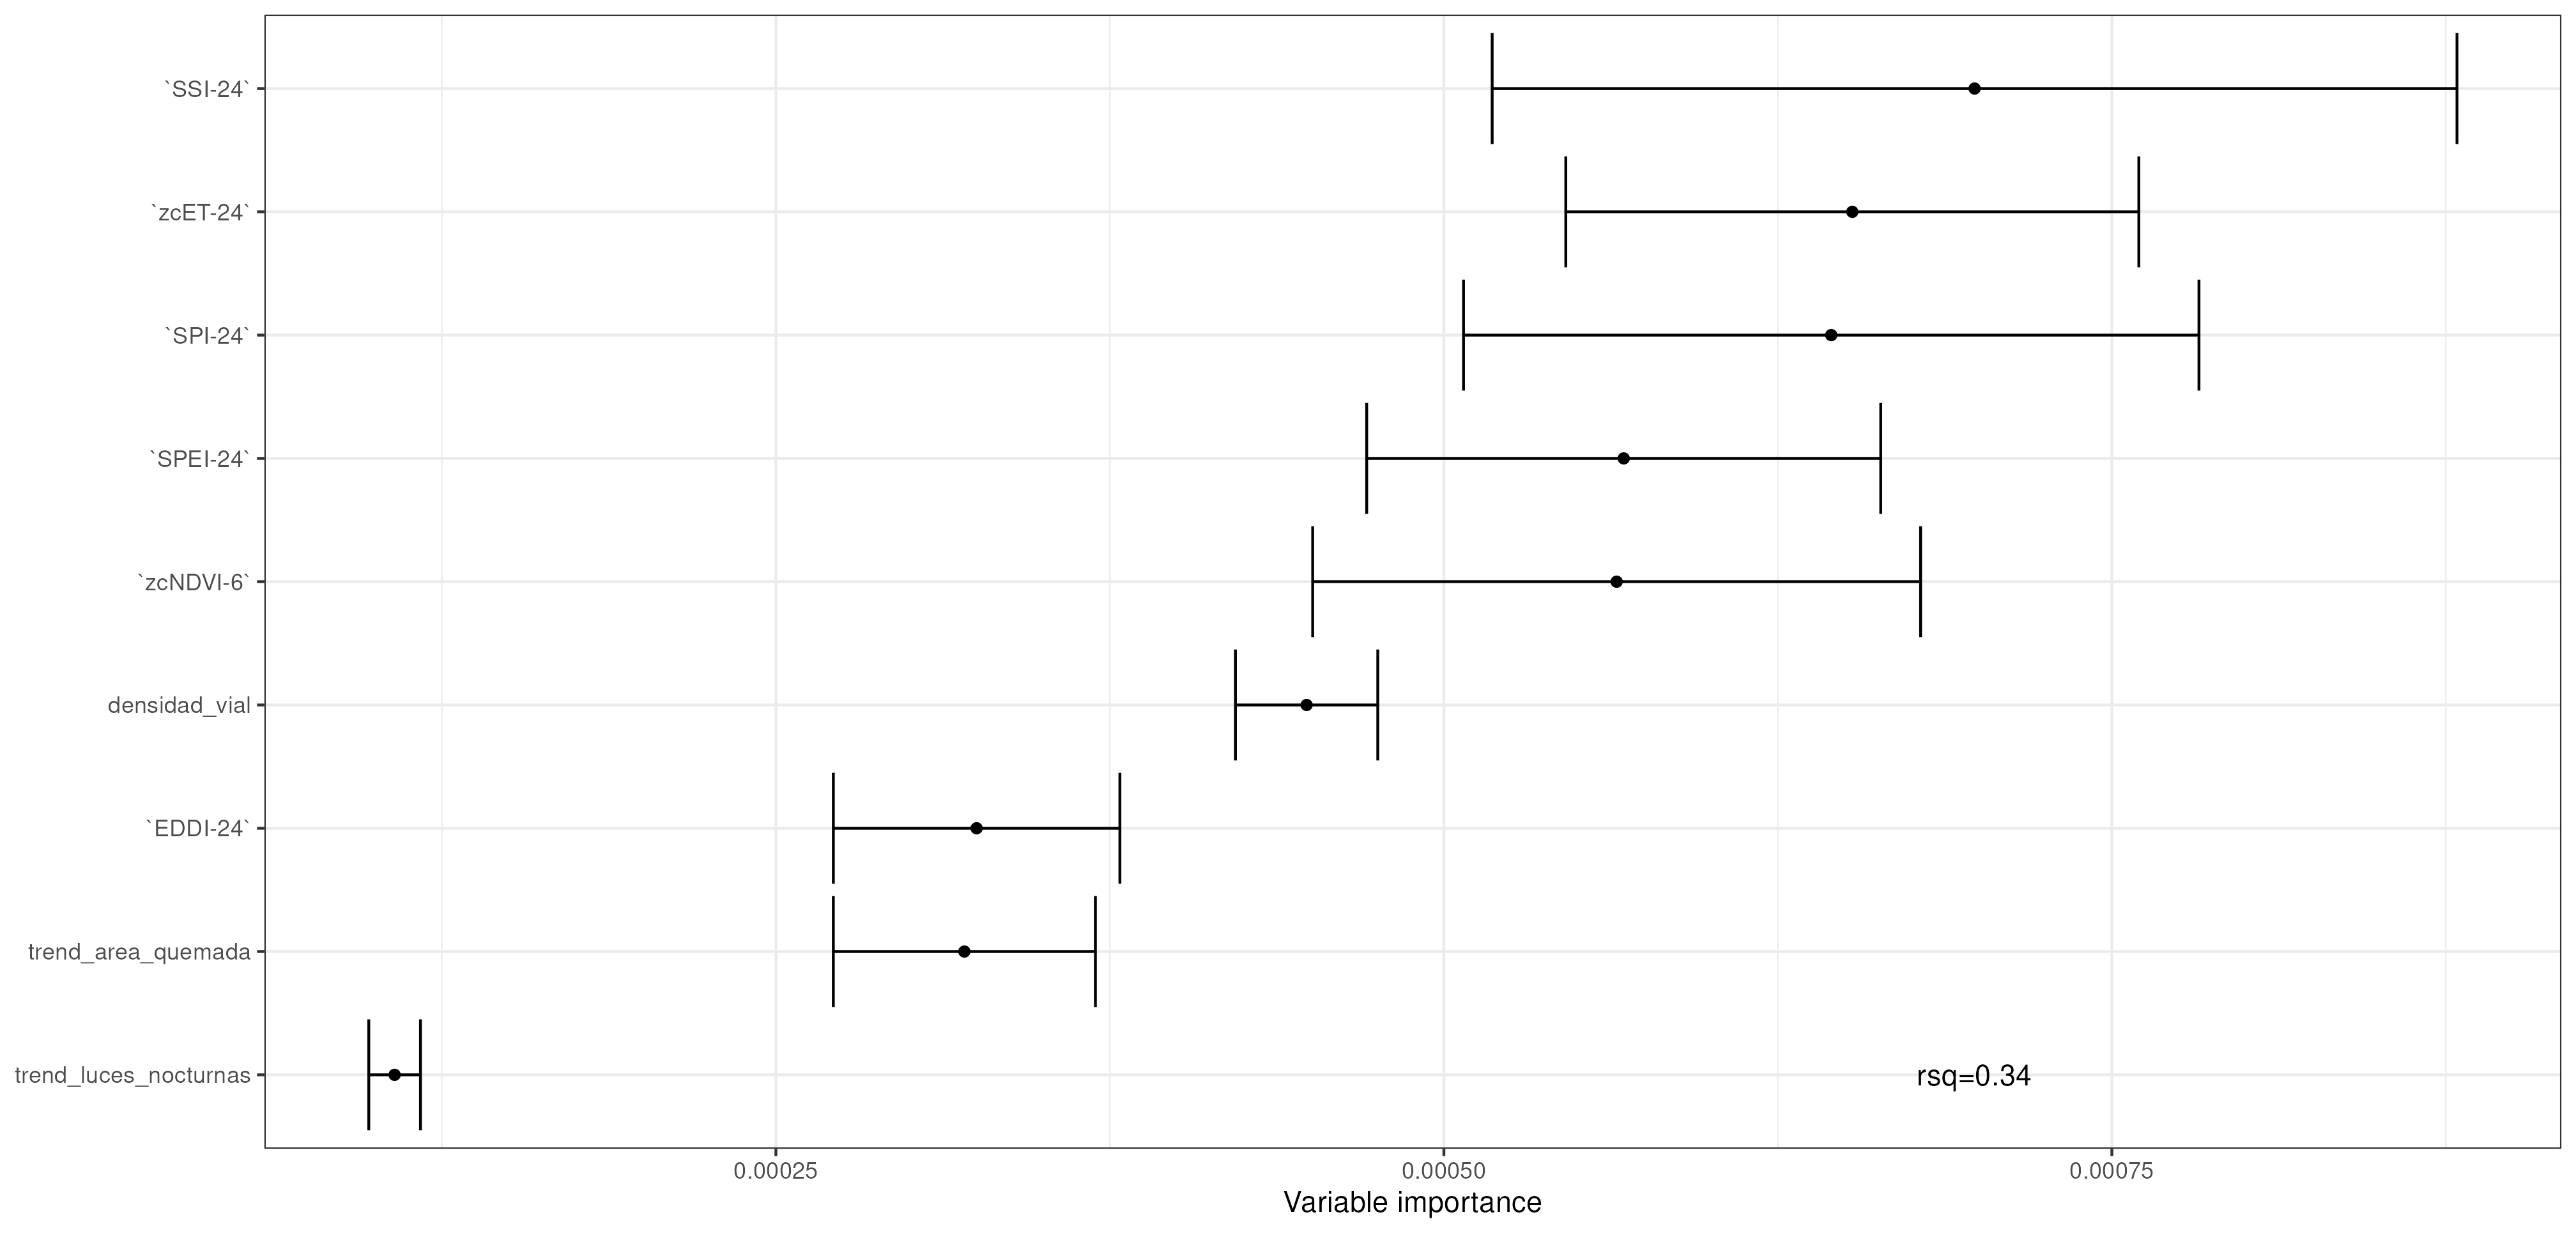 `SSI-24`
`zcET-24`
`SPI-24`
`SPEI-24`
`zcNDVI-6`
densidad_vial
`EDDI-24`
trend_area_quemada
trend_luces_nocturnas
rsq=0.34
0.00025
0.00050
0.00075
Variable importance